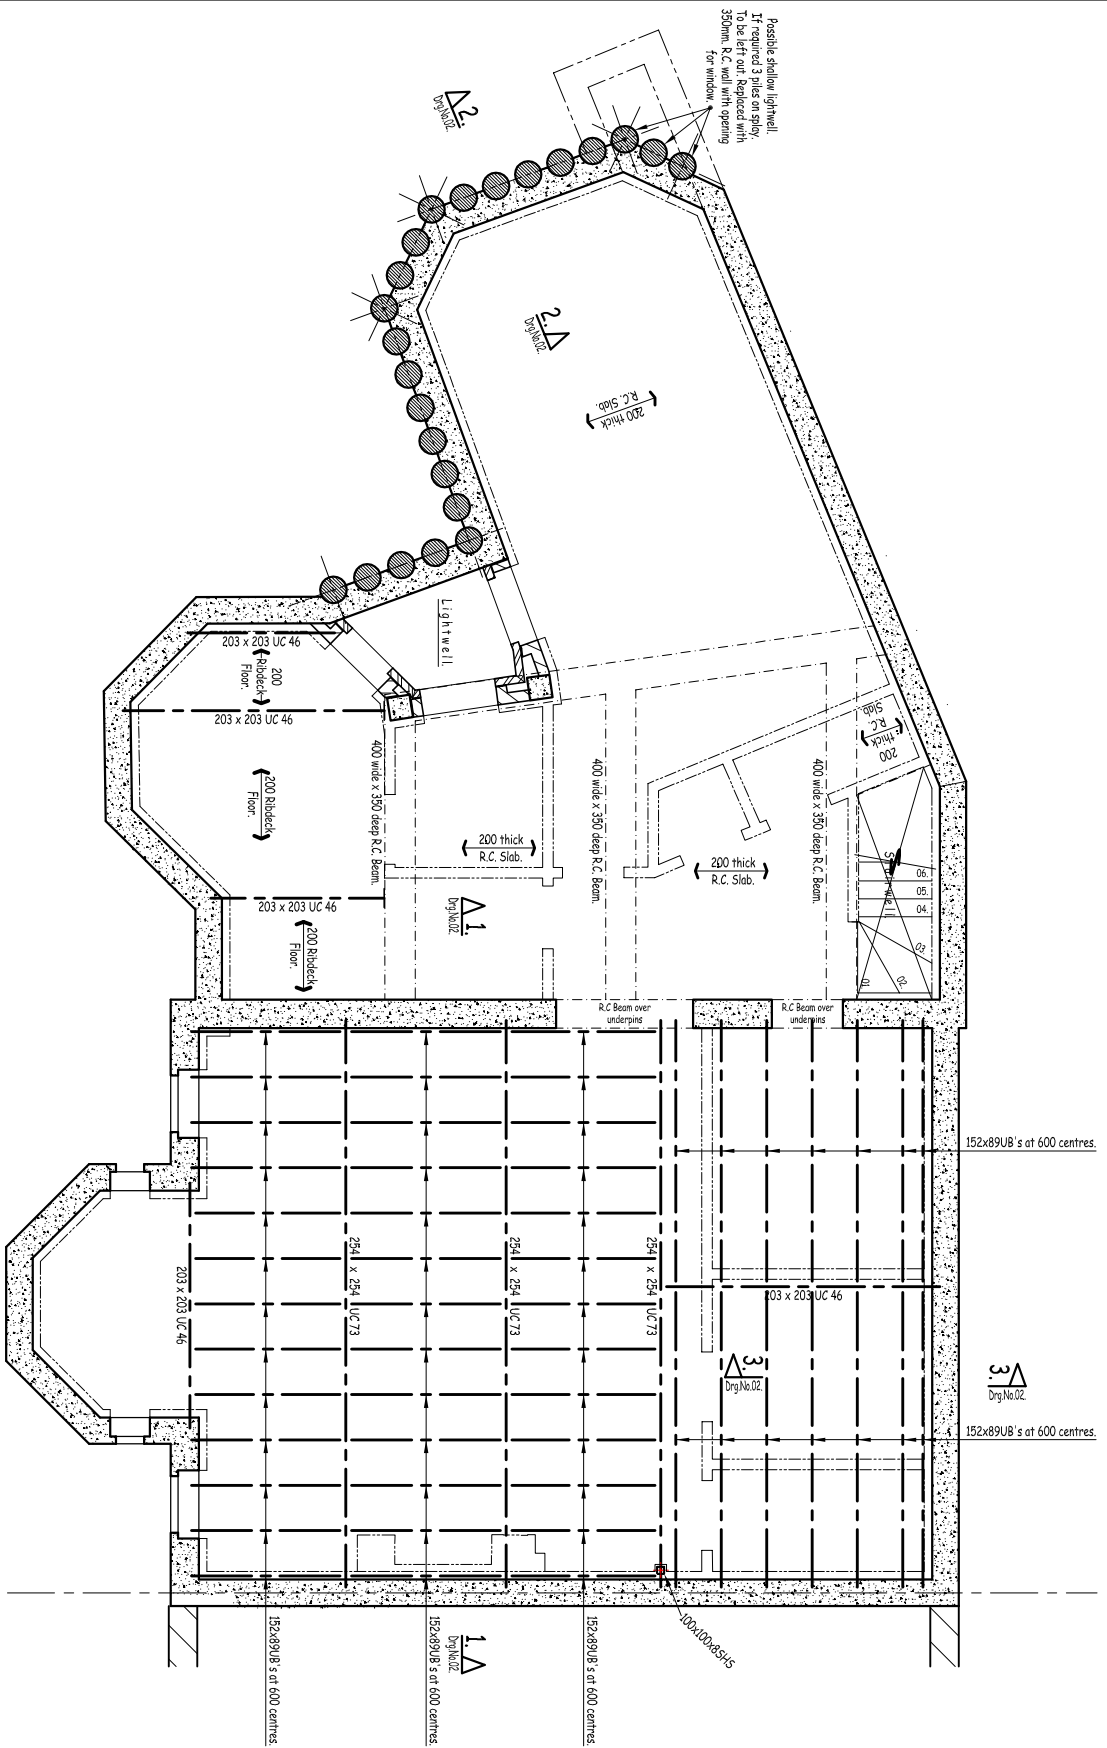 Possible shallow lightwell.
If required 3 piles on splay.
To be left out. Replaced with
350mm. R.C. wall with opening
for window.
2.
Drg.No.02.
2.
Drg.No.02.
200 thick
R.C. Slab.
Lightwell.
203 x 203 UC 46
200
Ribdeck
Floor.
203 x 203 UC 46
200 Ribdeck
Floor.
400 wide x 350 deep R.C. Beam.
400 wide x 350 deep R.C. Beam.
400 wide x 350 deep R.C. Beam.
200
thick
R.C.
Slab
200 thick
R.C. Slab.
200 thick
R.C. Slab.
Stairwell.
06.
05.
04.
03.
02.
01.
203 x 203 UC 46
1.
Drg.No.02.
200 Ribdeck
Floor.
R.C Beam over
underpins
R.C Beam over
underpins
152x89UB's at 600 centres.
254 x 254 UC 73
254 x 254 UC 73
254 x 254 UC 73
203 x 203 UC 46
203 x 203 UC 46
3.
Drg.No.02.
3.
Drg.No.02.
152x89UB's at 600 centres.
100x100x8SHS
1.
Drg.No.02.
152x89UB's at 600 centres.
152x89UB's at 600 centres.
152x89UB's at 600 centres.